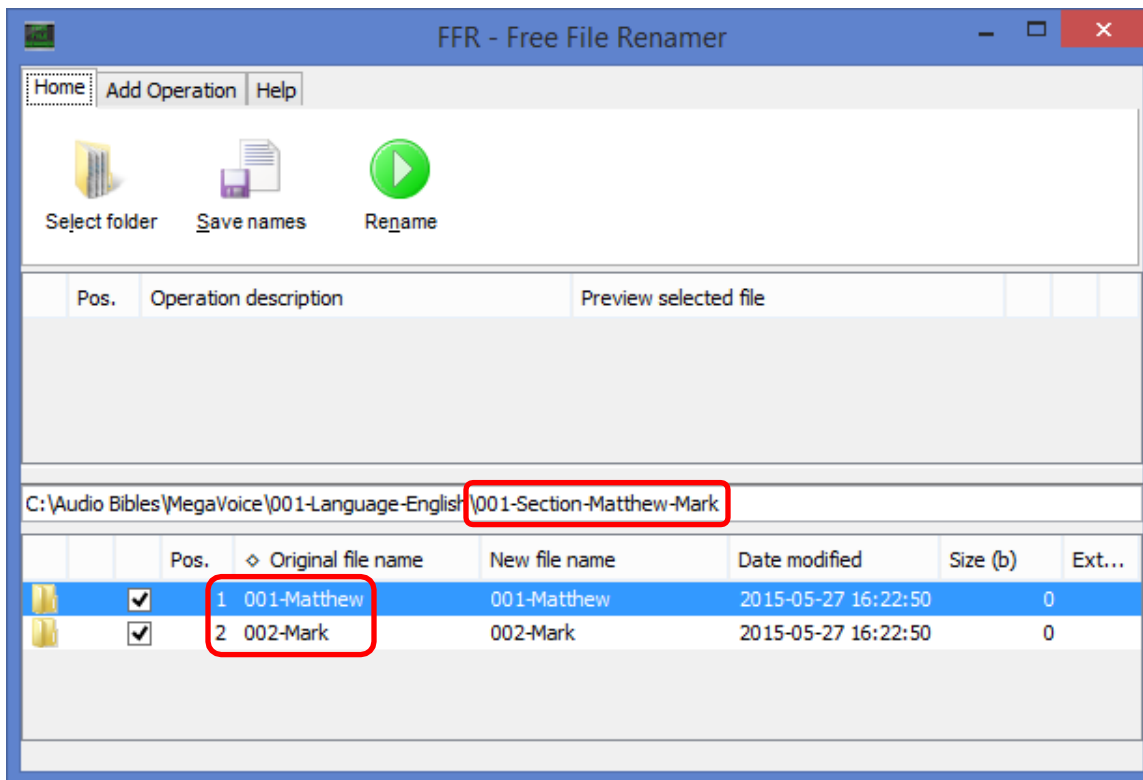 FFR - Free File Renamer
Home Add Operation Help
Select folder Save names Rename
Pos. Operation description Preview selected file
C:\Audio Bibles\MegaVoice\001-Language-English\001-Section-Matthew-Mark
Pos. Original file name New file name Date modified Size (b) Ext...
1 001-Matthew 001-Matthew 2015-05-27 16:22:50 0
2 002-Mark 002-Mark 2015-05-27 16:22:50 0